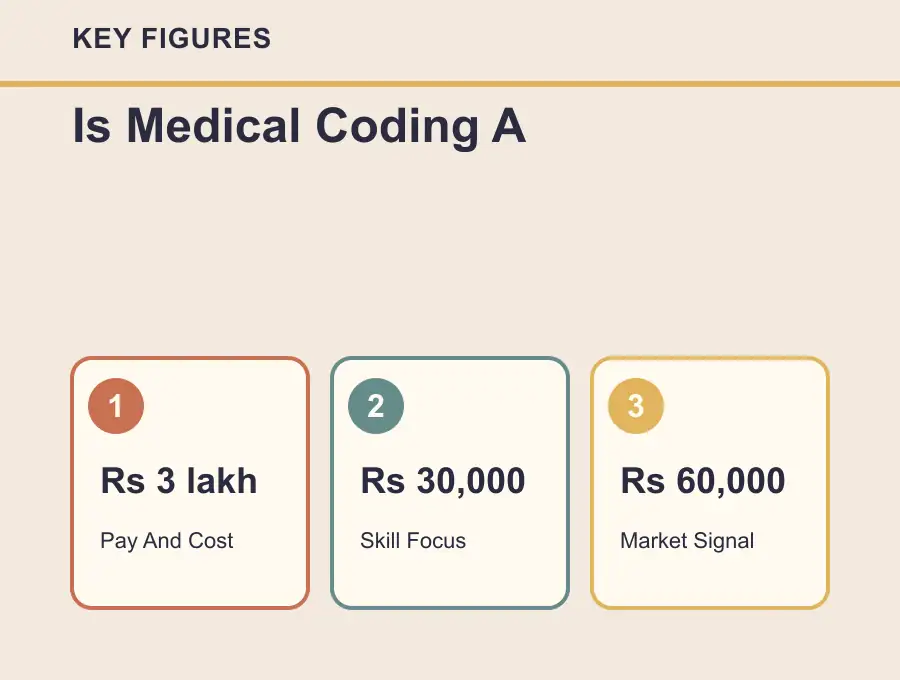 KEY FIGURES
Is Medical Coding A
1
2
3
Rs 3 lakh
Rs 30,000
Rs 60,000
Pay And Cost
Skill Focus
Market Signal